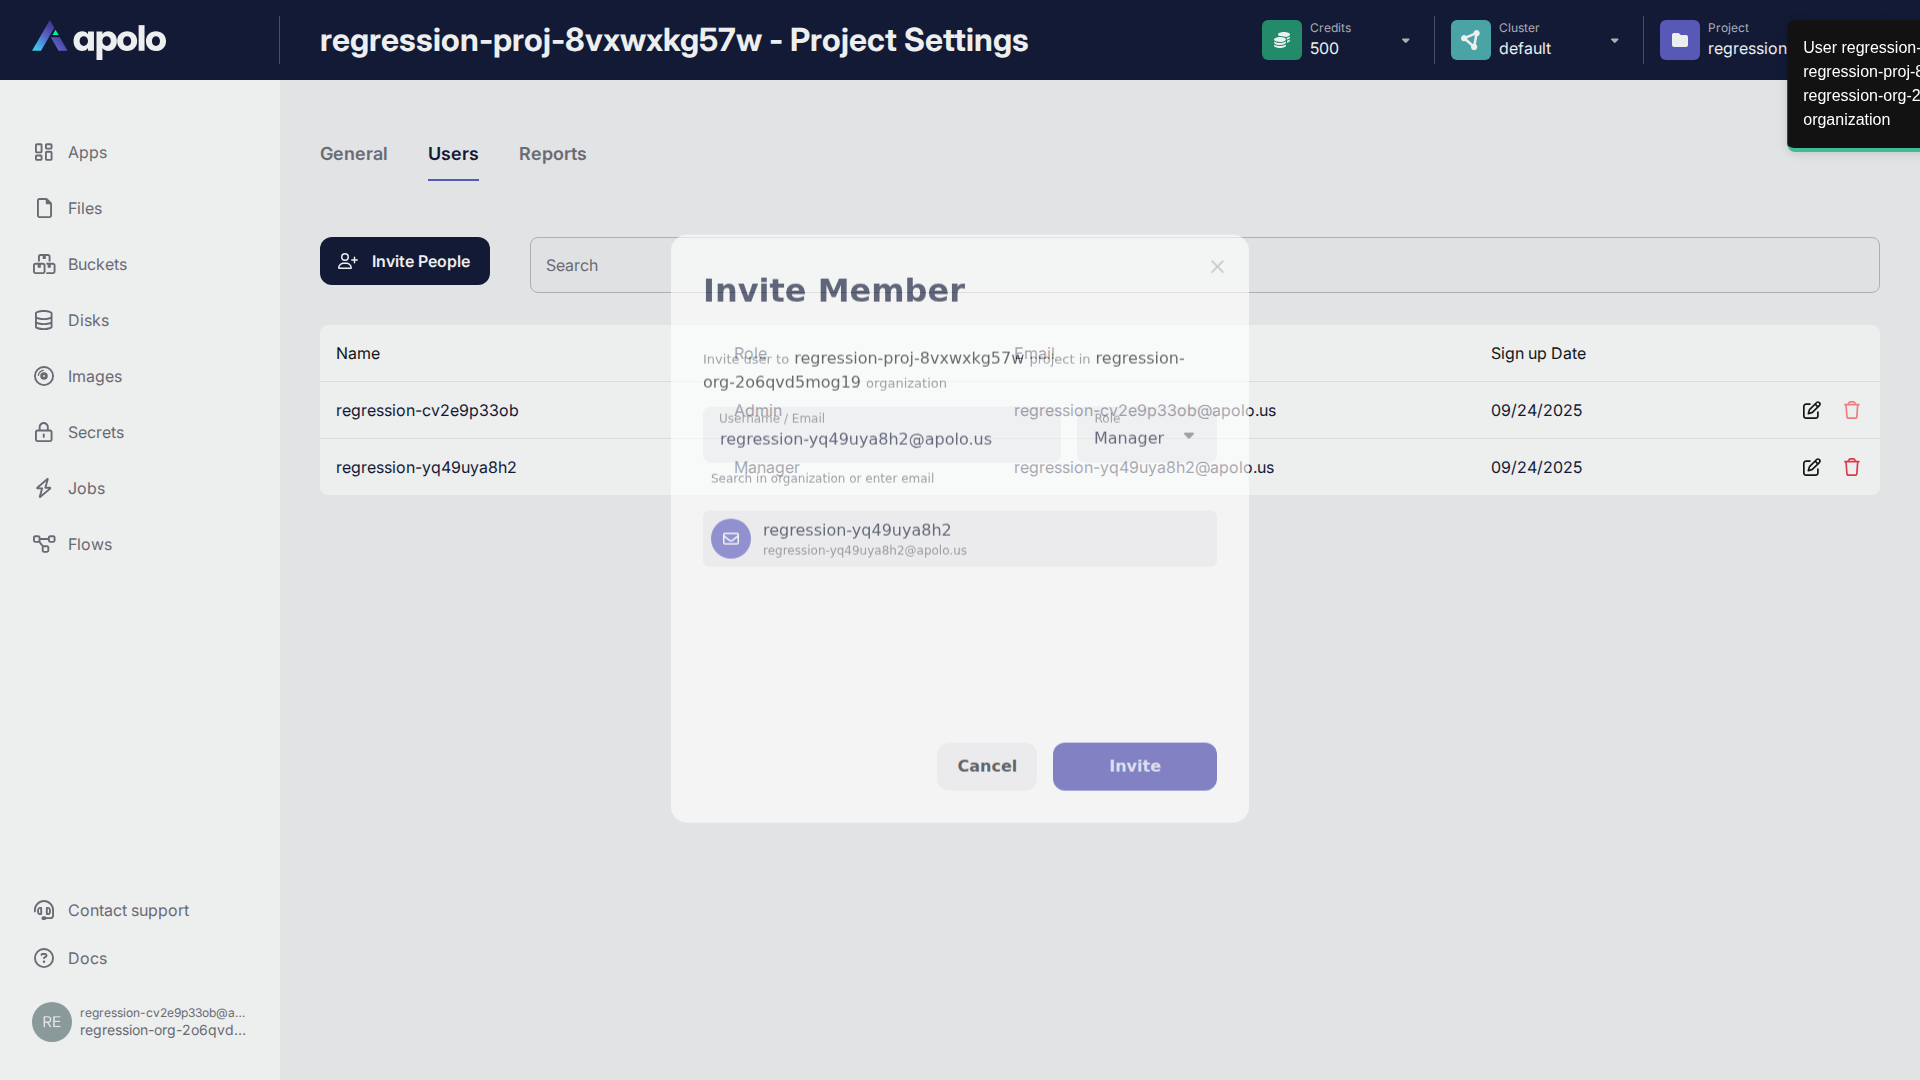 apolo
regression-proj-8vxwxkg57w - Project Settings
Credits
500
Cluster
default
Project
regression
User regression-
regression-proj-8
regression-org-2
organization
Apps
Files
Buckets
Disks
Images
Secrets
Jobs
Flows
Contact support
Docs
RE
regression-cv2e9p33ob@a...
regression-org-2o6qvd...
General
Users
Reports
Invite People
Search
Name
Role
Email
Sign up Date
regression-cv2e9p33ob
Admin
regression-cv2e9p33ob@apolo.us
09/24/2025
regression-yq49uya8h2
Manager
regression-yq49uya8h2@apolo.us
09/24/2025
Invite Member
Invite user to regression-proj-8vxwxkg57w project in regression-
org-2o6qvd5mog19 organization
Username / Email
regression-yq49uya8h2@apolo.us
Role
Manager
Search in organization or enter email
regression-yq49uya8h2
regression-yq49uya8h2@apolo.us
Cancel
Invite